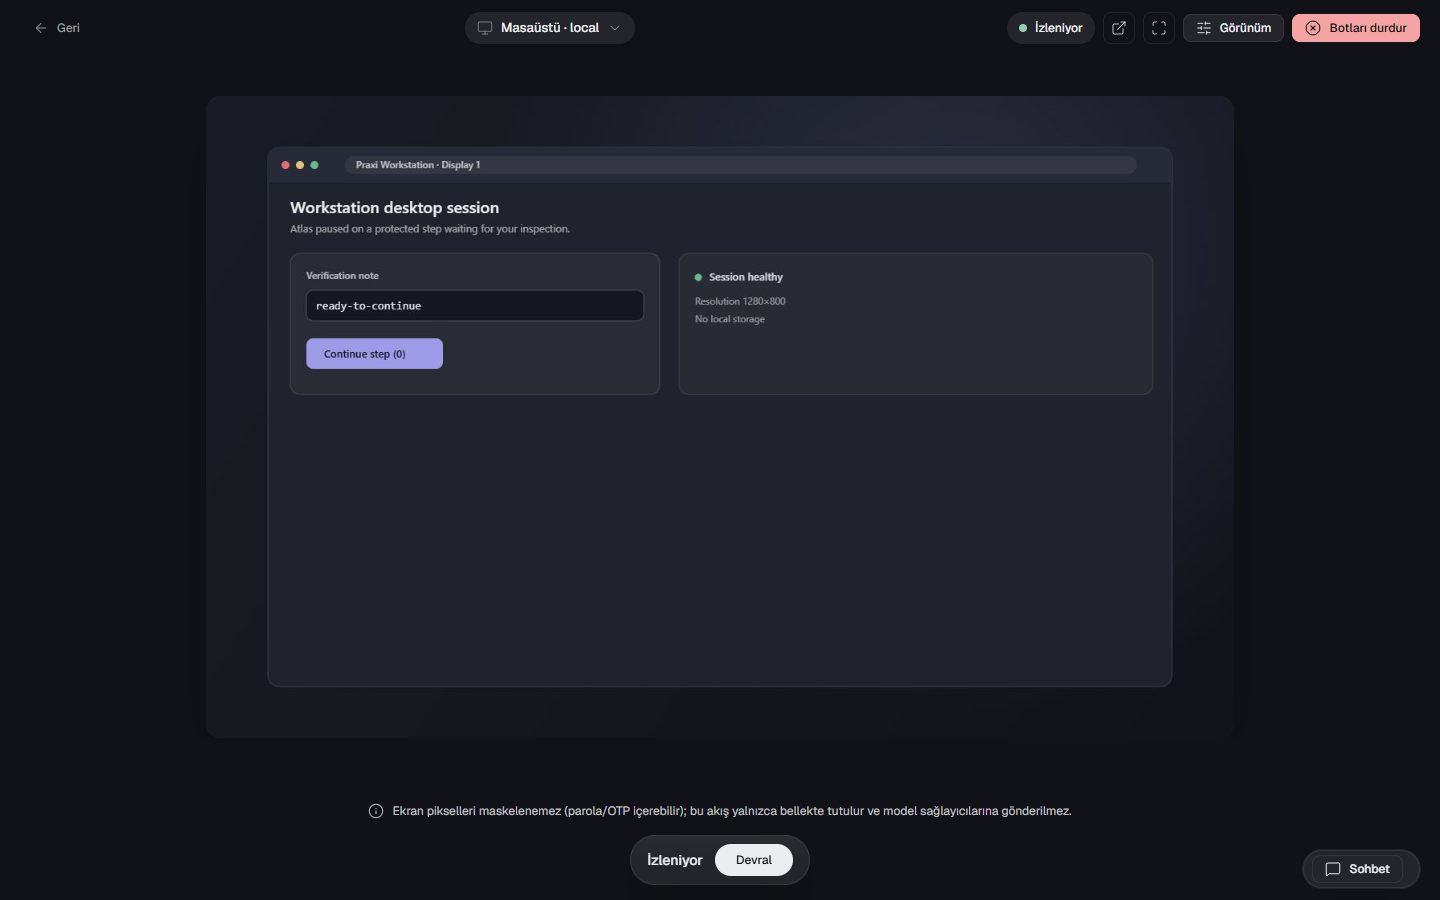 Geri
Masaüstü · local
İzleniyor
Görünüm
Botları durdur
Praxi Workstation · Display 1
Workstation desktop session
Atlas paused on a protected step waiting for your inspection.
Verification note
ready-to-continue
Continue step (0)
Session healthy
Resolution 1280×800
No local storage
Ekran pikselleri maskelenemez (parola/OTP içerebilir); bu akış yalnızca bellekte tutulur ve model sağlayıcılarına gönderilmez.
İzleniyor
Devral
Sohbet